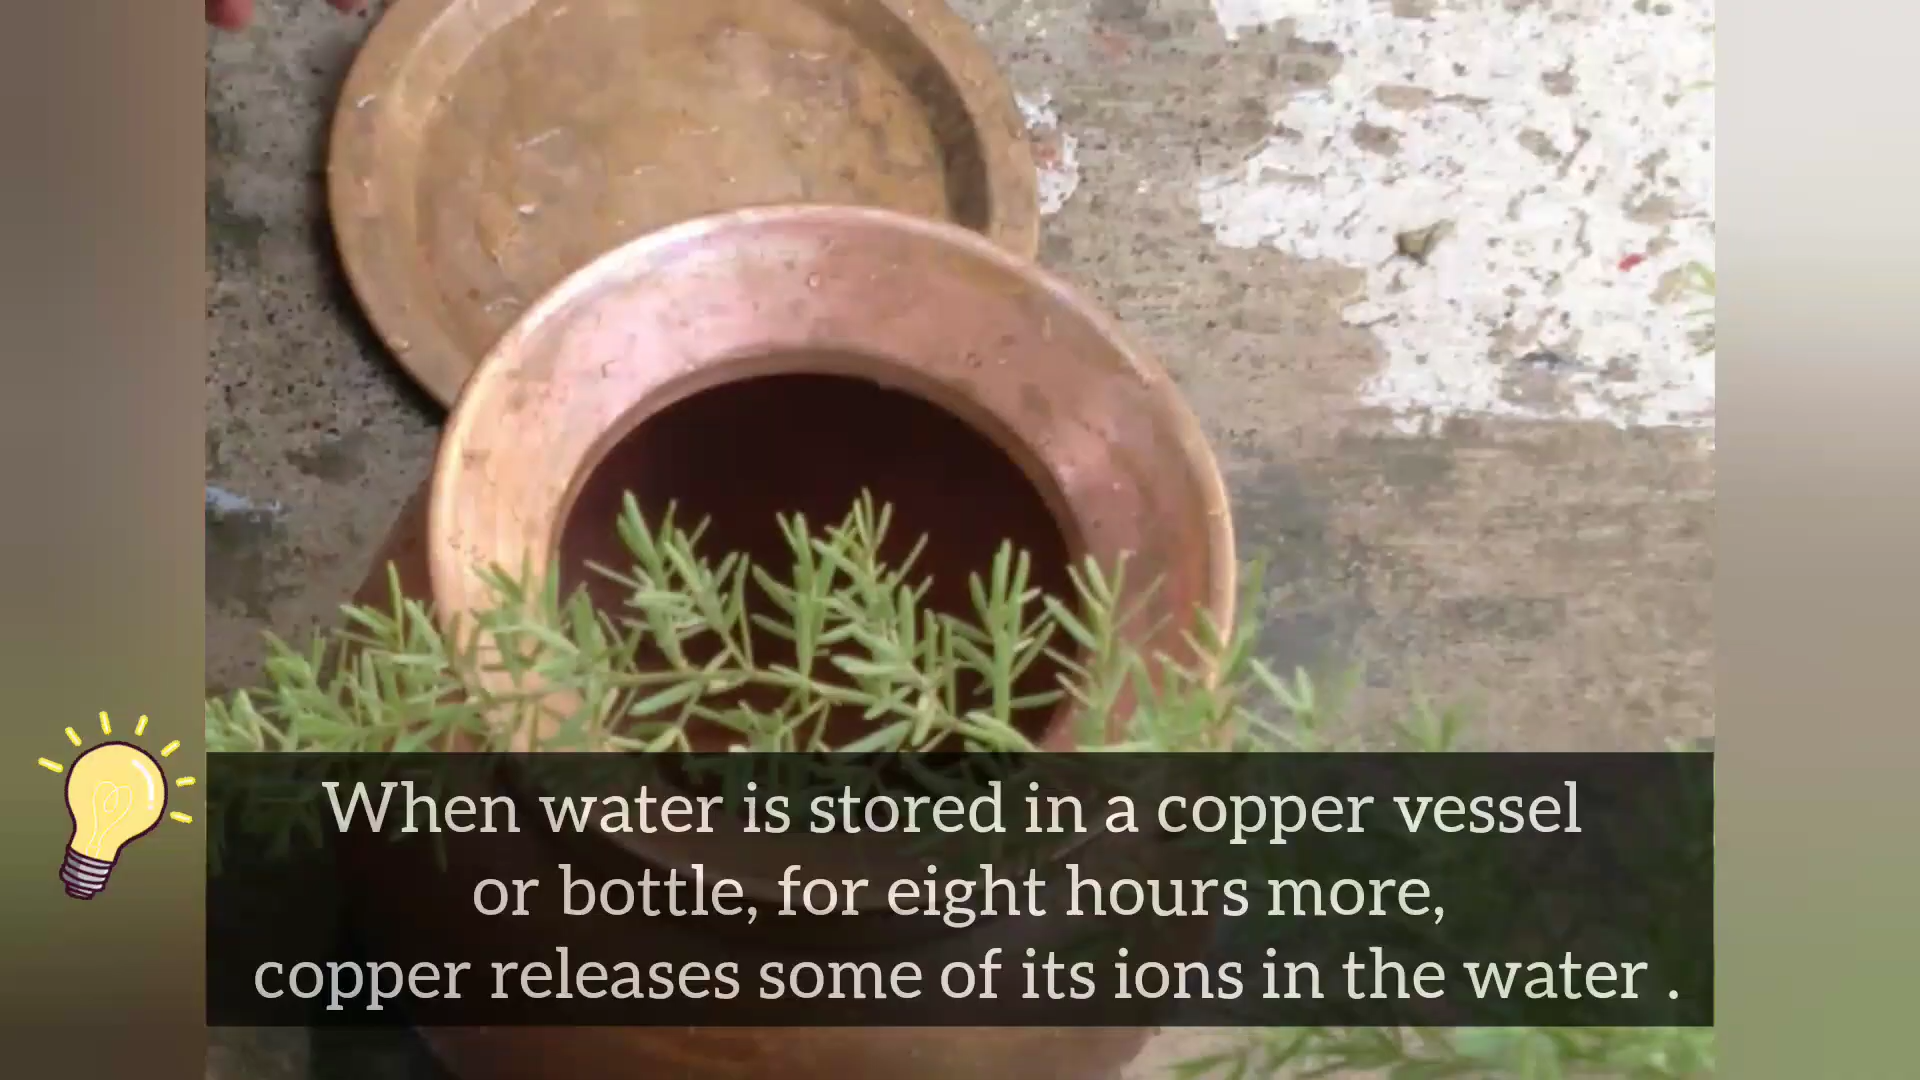 When water is stored in a copper vessel
or bottle, for eight hours more,
copper releases some of its ions in the water .